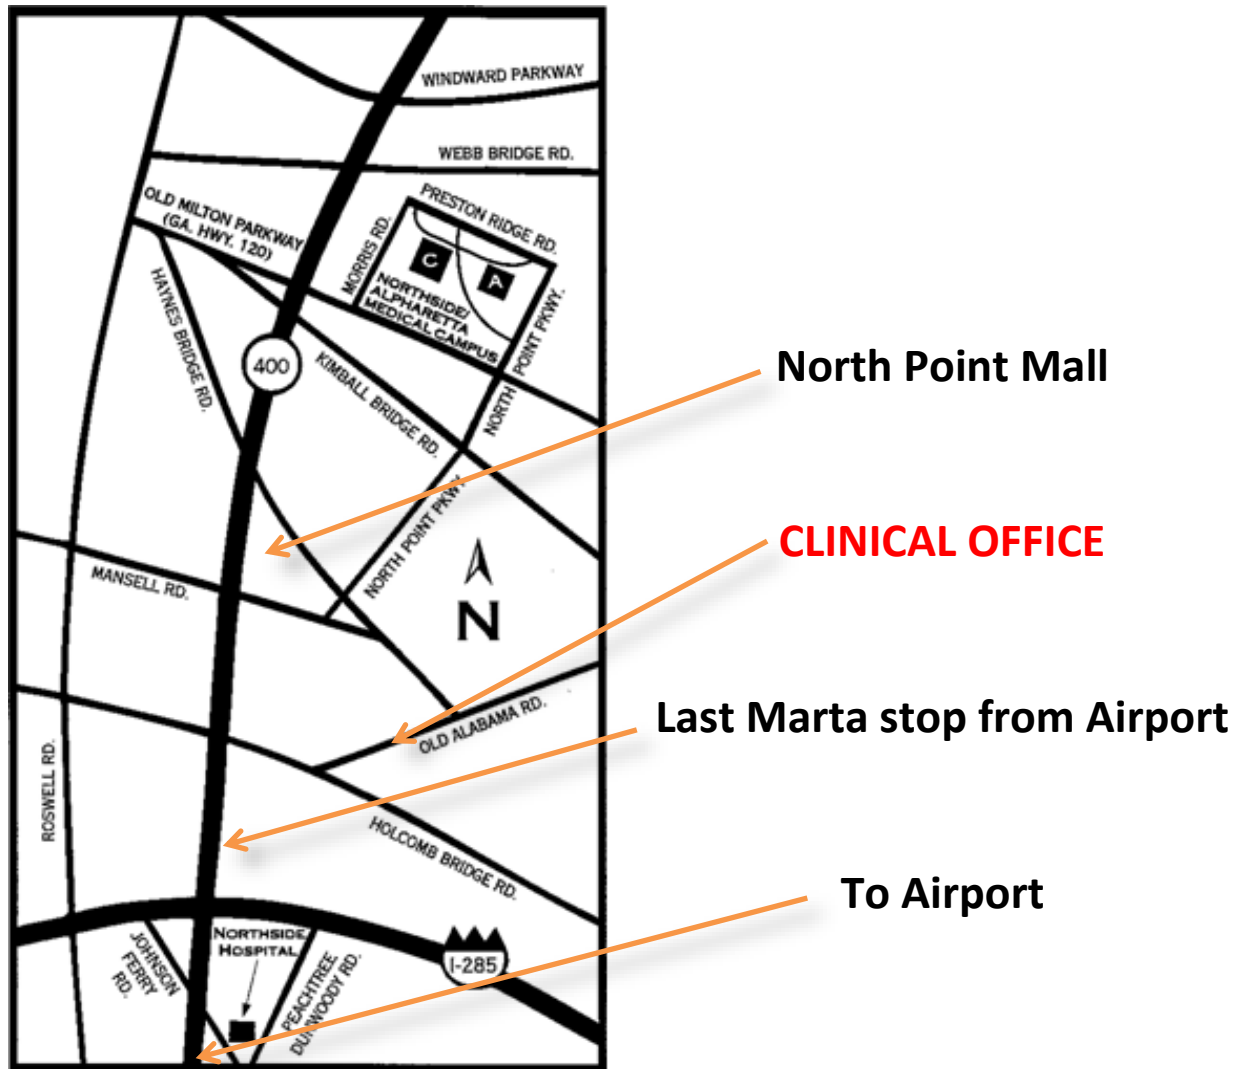 WINDWARD PARKWAY
WEBB BRIDGE RD.
PRESTON RIDGE RD.
OLD MILTON PARKWAY
(GA. HWY. 120)
MORRIS RD.
C
A
NORTHSIDE/
ALPHARETTA
MEDICAL CAMPUS
HAYNES BRIDGE RD.
NORTH POINT PKWY.
400
KIMBALL BRIDGE RD.
North Point Mall
NORTH POINT PKWY.
CLINICAL OFFICE
MANSELL RD.
N
OLD ALABAMA RD.
Last Marta stop from Airport
ROSWELL RD.
HOLCOMB BRIDGE RD.
To Airport
JOHNSON
FERRY
RD.
NORTHSIDE
HOSPITAL
PEACHTREE
DUNWOODY RD.
I-285